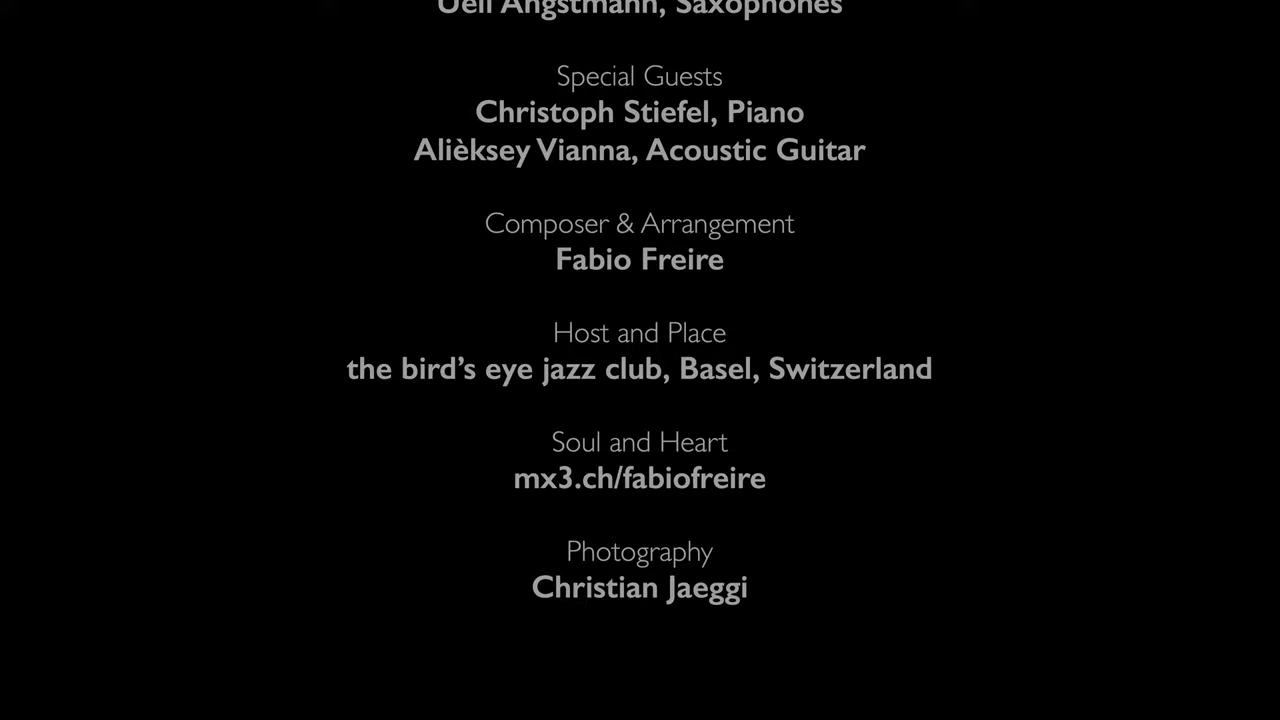 Ueli Angstmann, Saxophones
Special Guests
Christoph Stiefel, Piano
Alièksey Vianna, Acoustic Guitar
Composer & Arrangement
Fabio Freire
Host and Place
the bird’s eye jazz club, Basel, Switzerland
Soul and Heart
mx3.ch/fabiofreire
Photography
Christian Jaeggi